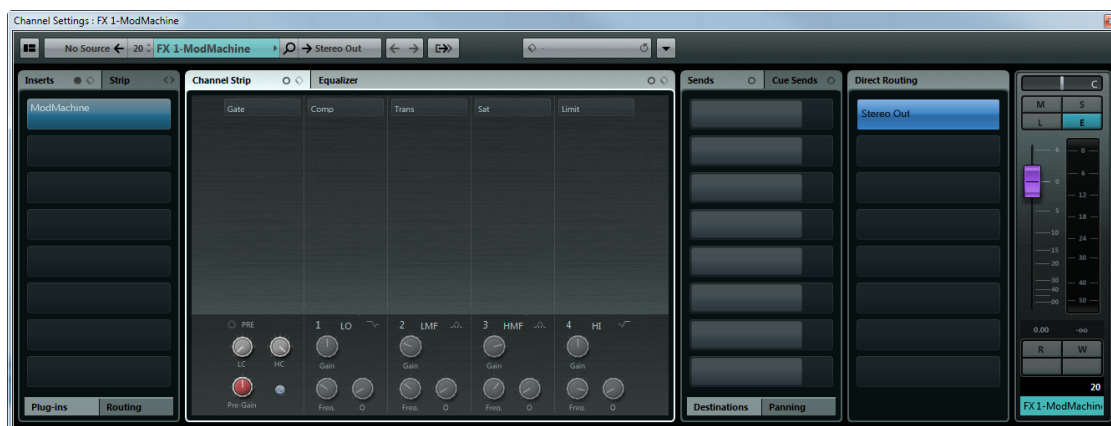 Channel Settings : FX 1-ModMachine
No Source 20 FX 1-ModMachine Stereo Out
Inserts Strip
ModMachine
Plug-ins Routing
Channel Strip Equalizer
Gate Comp Trans Sat Limit
PRE 1 LO 2 LMF 3 HMF 4 HI
LC HC Gain Gain Gain Gain
Pre-Gain Freq. Q Freq. Q Freq. Q Freq. Q
Sends Cue Sends
Destinations Panning
Direct Routing
Stereo Out
C
M S
L E
6 0
0 6
12
5 18
10 24
15
20 30
30
40 40
60 50
0.00 -oo
R W
20
FX 1-ModMachin